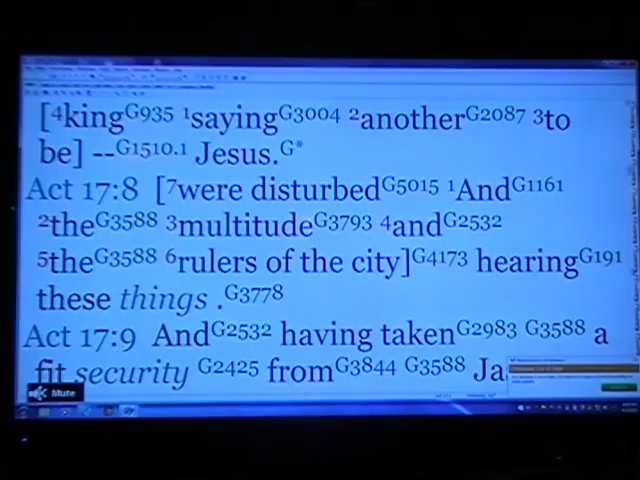 [⁴kingG935 ¹sayingG3004 ²anotherG2087 ³to
be] --G1510.1 Jesus.G*
Act 17:8 [⁷were disturbedG5015 ¹AndG1161
²theG3588 ³multitudeG3793 ⁴andG2532
⁵theG3588 ⁶rulers of the city]G4173 hearingG191
these things .G3778
Act 17:9 AndG2532 having takenG2983 G3588 a
fit security G2425 fromG3844 G3588 Ja
Mute